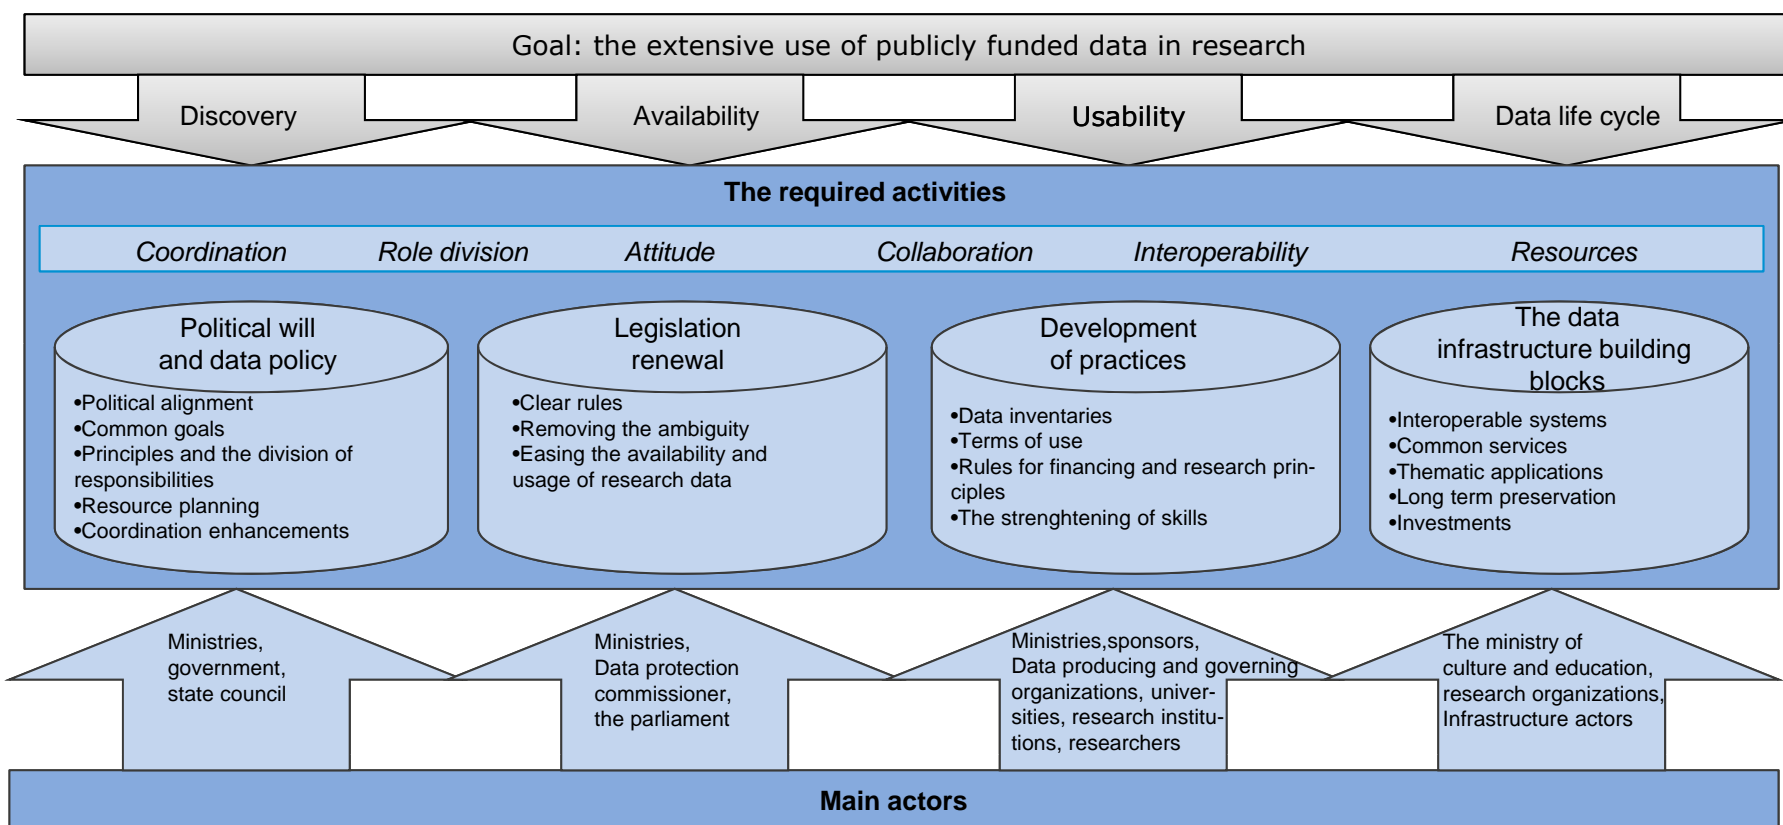 Goal: the extensive use of publicly funded data in research
Discovery
Availability
Usability
Data life cycle
The required activities
Coordination
Role division
Attitude
Collaboration
Interoperability
Resources
Political will
and data policy
•Political alignment
•Common goals
•Principles and the division of
responsibilities
•Resource planning
•Coordination enhancements
Legislation
renewal
•Clear rules
•Removing the ambiguity
•Easing the availability and
usage of research data
Development
of practices
•Data inventaries
•Terms of use
•Rules for financing and research prin-
ciples
•The strenghtening of skills
The data
infrastructure building
blocks
•Interoperable systems
•Common services
•Thematic applications
•Long term preservation
•Investments
Ministries,
government,
state council
Ministries,
Data protection
commissioner,
the parliament
Ministries,sponsors,
Data producing and governing
organizations, univer-
sities, research institu-
tions, researchers
The ministry of
culture and education,
research organizations,
Infrastructure actors
Main actors